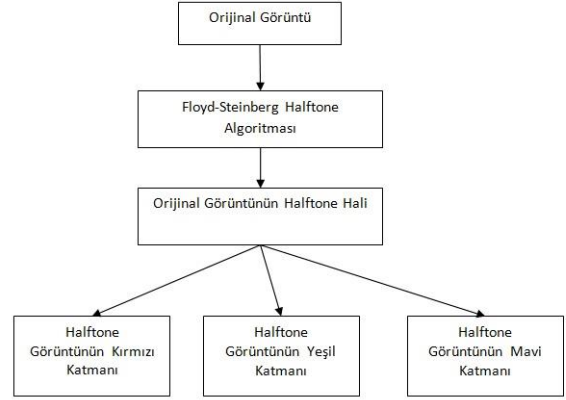 Orijinal Görüntü
Floyd-Steinberg Halftone
Algoritması
Orijinal Görüntünün Halftone Hali
Halftone
Görüntünün Kırmızı
Katmanı
Halftone
Görüntünün Yeşil
Katmanı
Halftone
Görüntünün Mavi
Katmanı